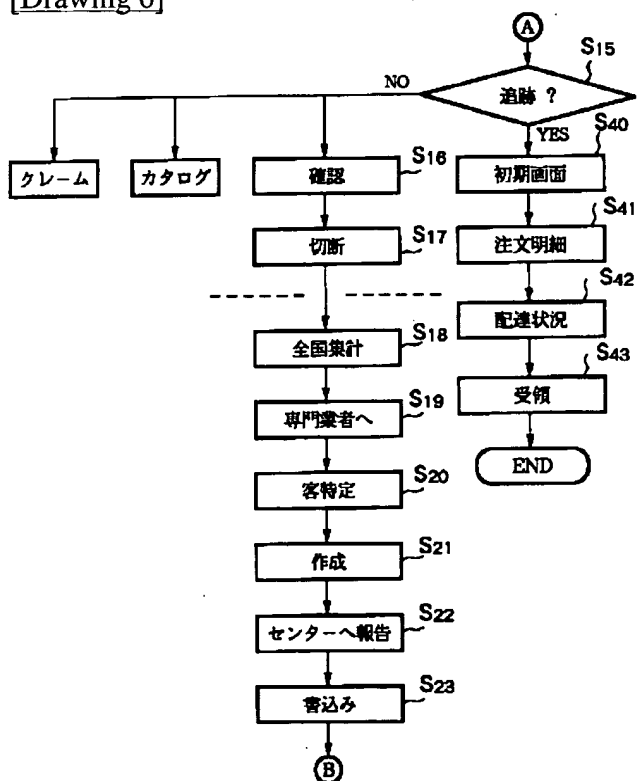 [Drawing 6]
A
S15
追跡 ?
NO
YES
クレーム
カタログ
確認
S16
切断
S17
全国集計
S18
専門業者へ
S19
客特定
S20
作成
S21
センターへ報告
S22
書込み
S23
B
初期画面
S40
注文明細
S41
配達状況
S42
受領
S43
END